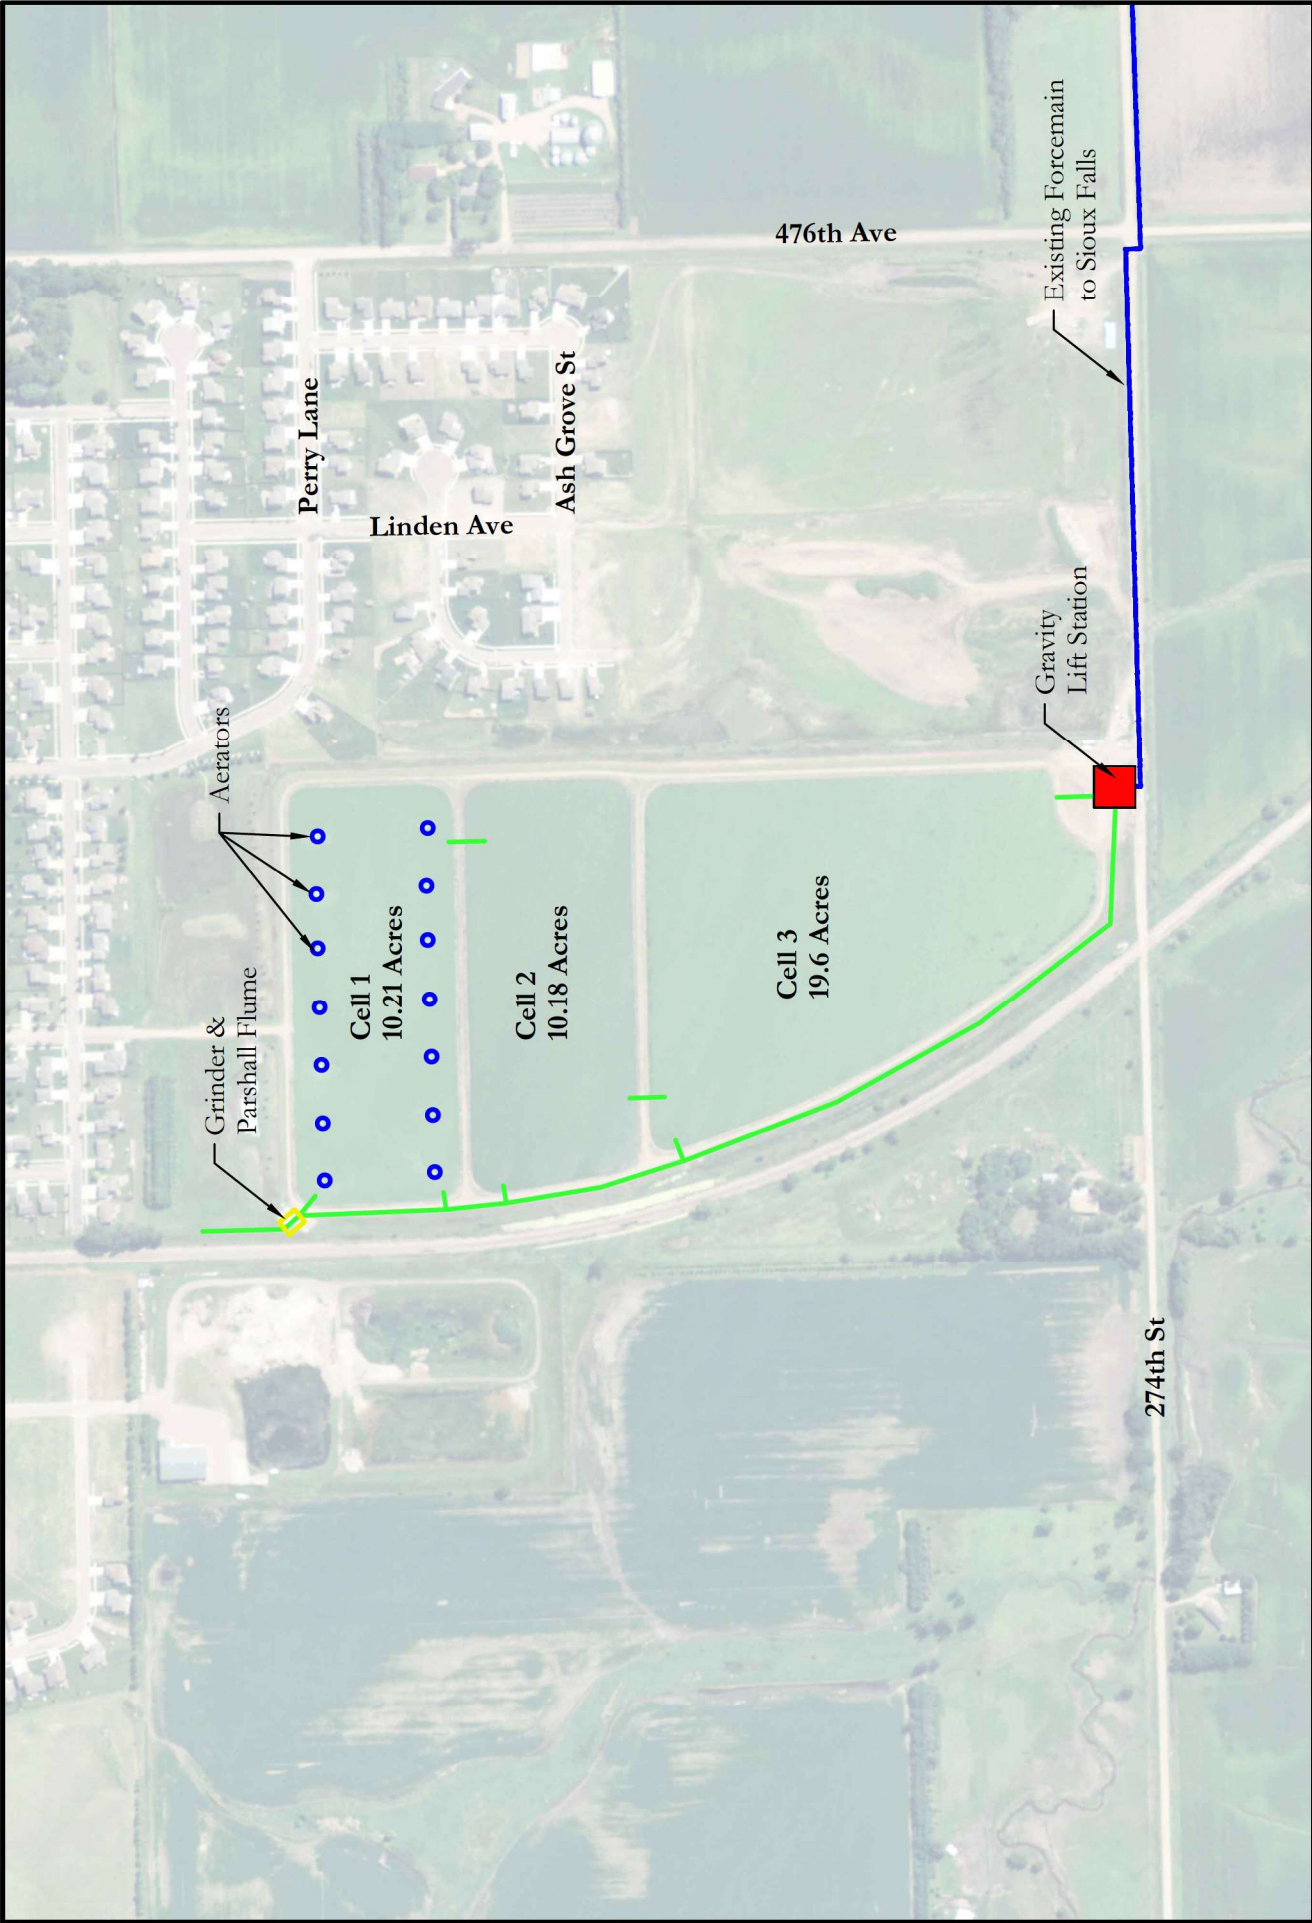 476th Ave
Existing Forcemain
to Sioux Falls
Perry Lane
Ash Grove St
Linden Ave
Gravity
Lift Station
Aerators
Grinder &
Parshall Flume
Cell 1
10.21 Acres
Cell 2
10.18 Acres
Cell 3
19.6 Acres
274th St